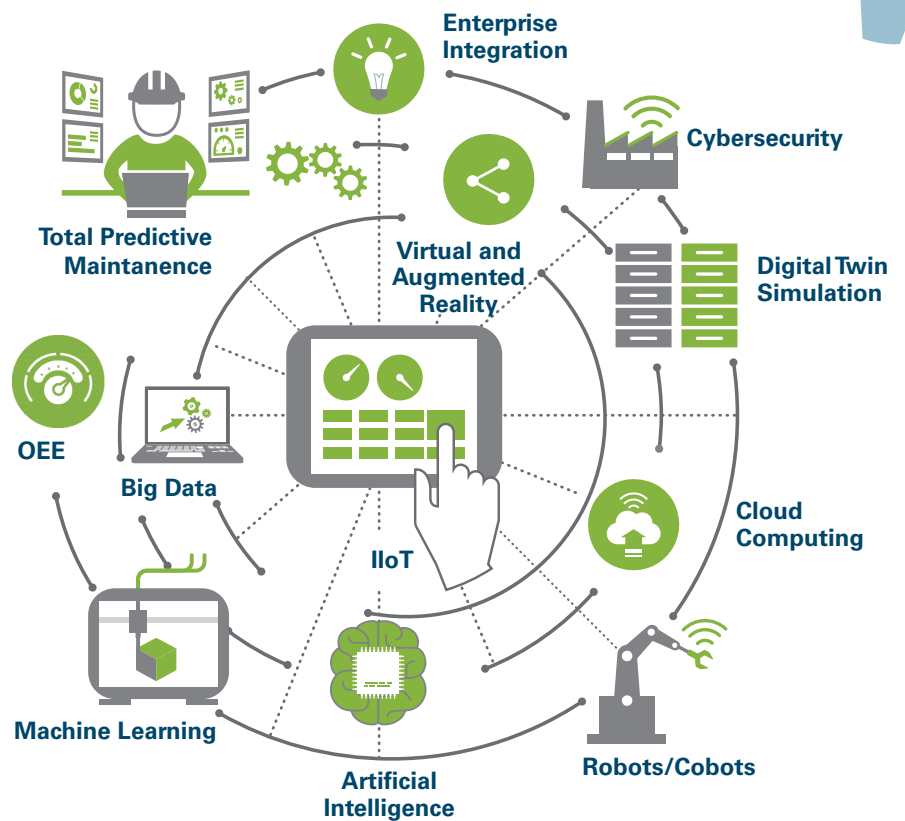 Enterprise
Integration
Cybersecurity
Total Predictive
Maintanence
Virtual and
Augmented
Reality
Digital Twin
Simulation
OEE
Big Data
IIoT
Cloud
Computing
Machine Learning
Artificial
Intelligence
Robots/Cobots